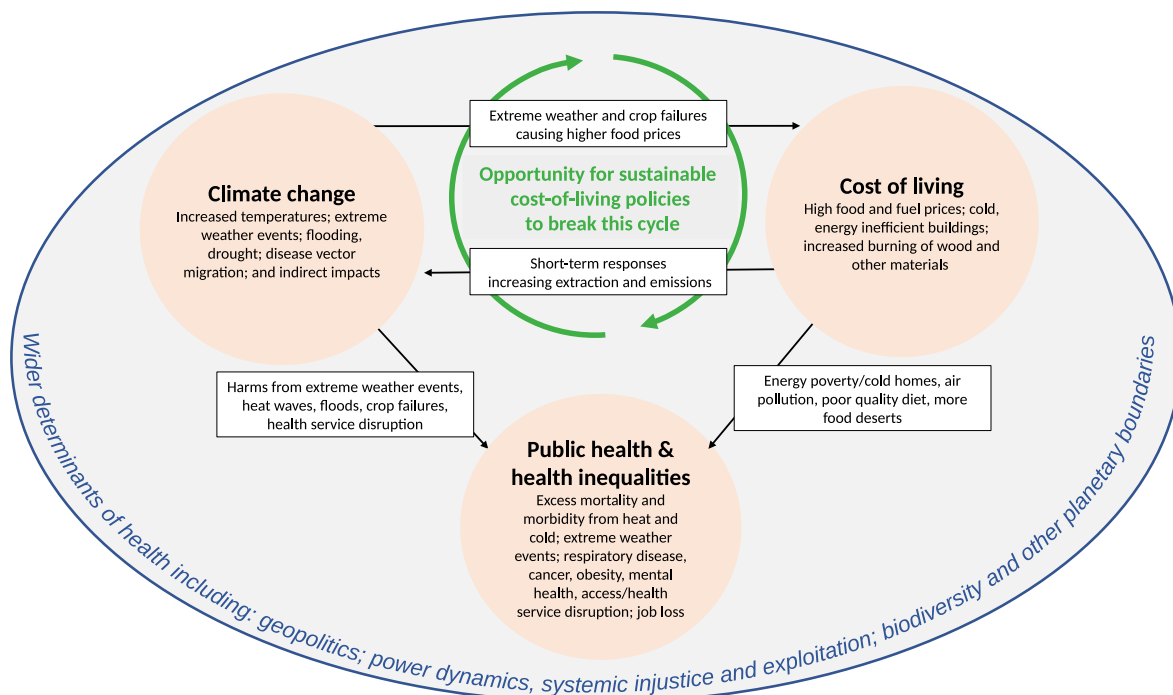 Extreme weather and crop failures
causing higher food prices
Opportunity for sustainable
cost-of-living policies
to break this cycle
Short-term responses
increasing extraction and emissions
Climate change
Increased temperatures; extreme
weather events; flooding,
drought; disease vector
migration; and indirect impacts
Cost of living
High food and fuel prices; cold,
energy inefficient buildings;
increased burning of wood and
other materials
Harms from extreme weather events,
heat waves, floods, crop failures,
health service disruption
Energy poverty/cold homes, air
pollution, poor quality diet, more
food deserts
Public health &
health inequalities
Excess mortality and
morbidity from heat and
cold; extreme weather
events; respiratory disease,
cancer, obesity, mental
health, access/health
service disruption; job loss
Wider determinants of health including: geopolitics; power dynamics, systemic injustice and exploitation; biodiversity and other planetary boundaries